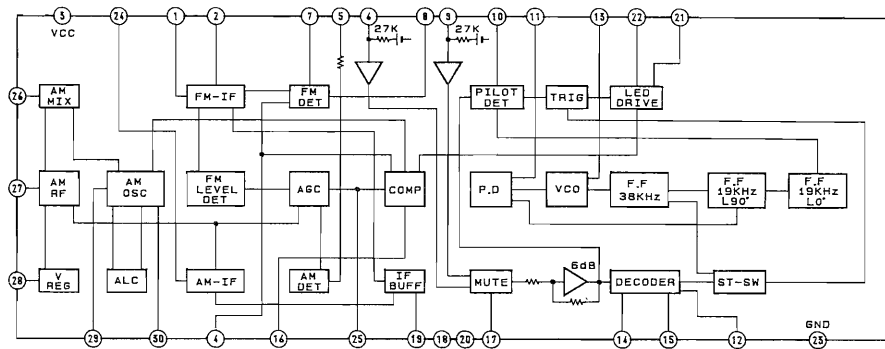 3 24 1 2 7 5 6 8 9 10 11 13 22 21
VCC
27K 27K
26 AM MIX
FM-IF
FM DET
PILOT DET
TRIG
LED DRIVE
27 AM RF
AM OSC
FM LEVEL DET
AGC
COMP
P.D
VCO
F.F 38KHz
F.F 19KHz L90°
F.F 19KHz L0°
28 V REG
ALC
AM-IF
AM DET
IF BUFF
MUTE
6dB
DECODER
ST-SW
GND
29 30 4 16 25 19 18 20 17 14 15 12 23